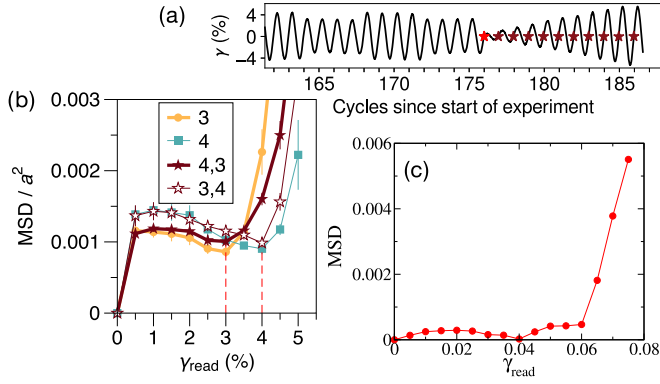 (a)
γ (%)
4
0
−4
165 170 175 180 185
Cycles since start of experiment
(b)
MSD / a²
0.003
0.002
0.001
0
3
4
4,3
3,4
0 1 2 3 4 5
γread (%)
(c)
MSD
0.006
0.004
0.002
0.000
0.0 0.02 0.04 0.06 0.08
γread